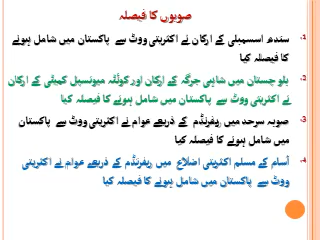 صوبوں کا فیصلہ
1. سندھ اسمبلی کے ارکان نے اکثریتی ووٹ سے پاکستان میں شامل ہونے
کا فیصلہ کیا
2. بلوچستان میں شاہی جرگہ کے ارکان اور کوئٹہ میونسپل کمیٹی کے ارکان
نے اکثریتی ووٹ سے پاکستان میں شامل ہونے کا فیصلہ کیا
3. صوبہ سرحد میں ریفرنڈم کے ذریعے عوام نے اکثریتی ووٹ سے پاکستان
میں شامل ہونے کا فیصلہ کیا
4. آسام کے مسلم اکثریتی اضلاع میں ریفرنڈم کے ذریعے عوام نے اکثریتی
ووٹ سے پاکستان میں شامل ہونے کا فیصلہ کیا